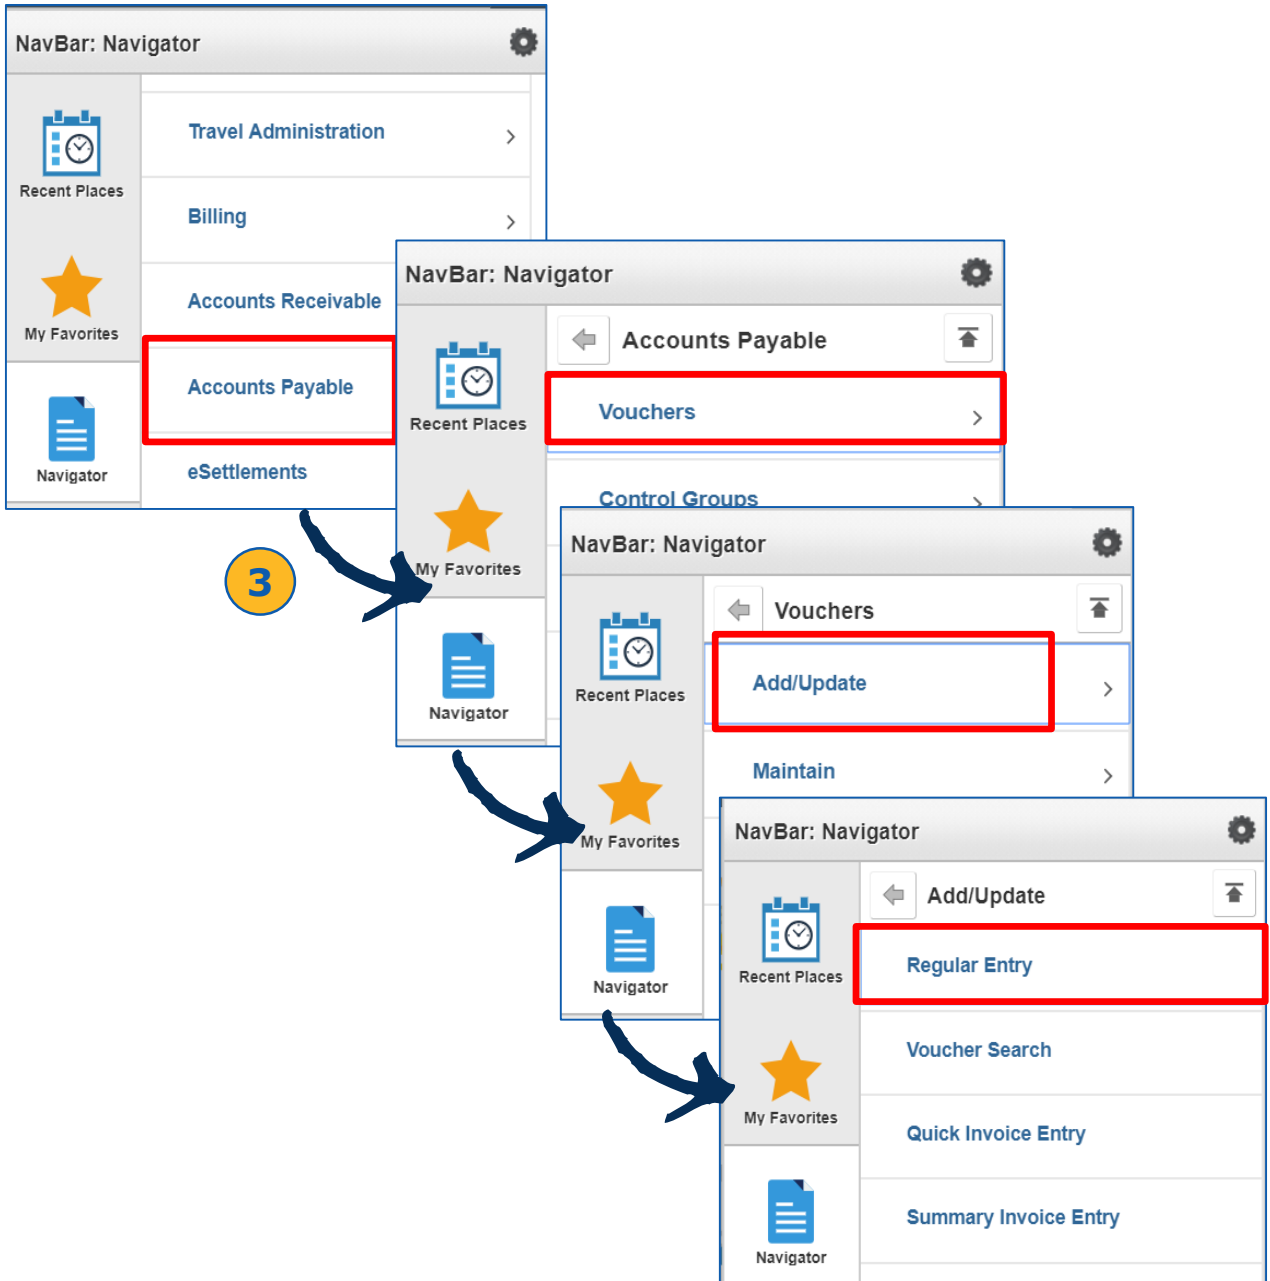 NavBar: Navigator
Recent Places
My Favorites
Navigator
Travel Administration
Billing
Accounts Receivable
Accounts Payable
eSettlements
3
NavBar: Navigator
Recent Places
My Favorites
Navigator
Accounts Payable
Vouchers
Control Groups
NavBar: Navigator
Recent Places
My Favorites
Navigator
Vouchers
Add/Update
Maintain
NavBar: Navigator
Recent Places
My Favorites
Navigator
Add/Update
Regular Entry
Voucher Search
Quick Invoice Entry
Summary Invoice Entry